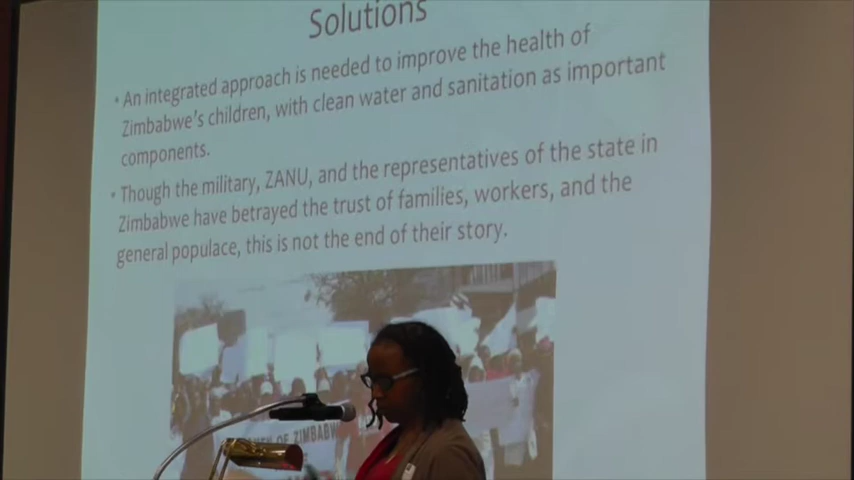 Solutions
• An integrated approach is needed to improve the health of
Zimbabwe's children, with clean water and sanitation as important
components.
• Though the military, ZANU, and the representatives of the state in
Zimbabwe have betrayed the trust of families, workers, and the
general populace, this is not the end of their story.
OF ZIMBABW